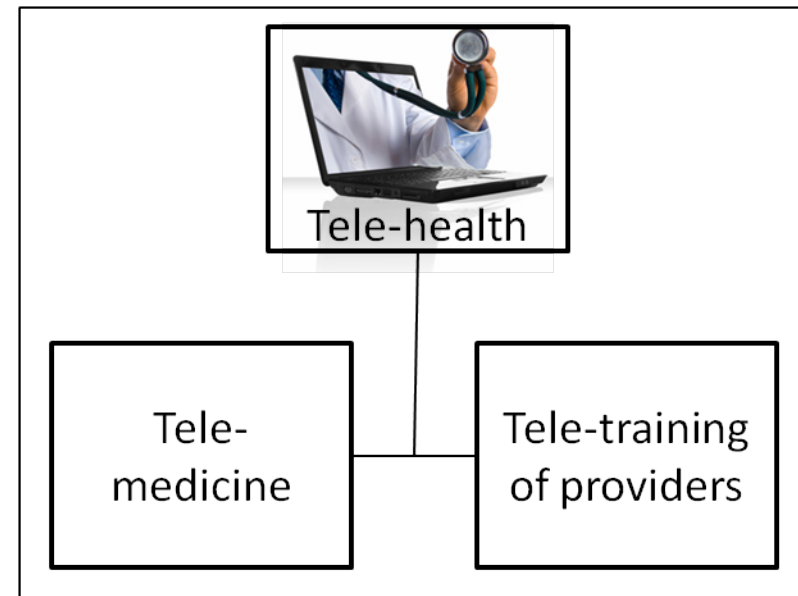 Tele-health
Tele-
medicine
Tele-training
of providers